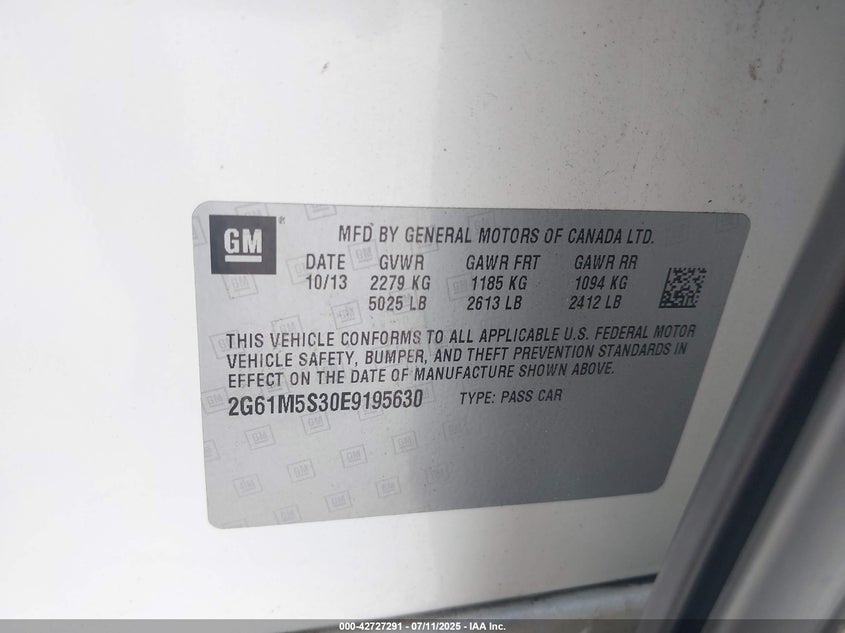 GM
MFD BY GENERAL MOTORS OF CANADA LTD.
DATE GVWR GAWR FRT GAWR RR
10/13 2279 KG 1185 KG 1094 KG
5025 LB 2613 LB 2412 LB
THIS VEHICLE CONFORMS TO ALL APPLICABLE U.S. FEDERAL MOTOR
VEHICLE SAFETY, BUMPER, AND THEFT PREVENTION STANDARDS IN
EFFECT ON THE DATE OF MANUFACTURE SHOWN ABOVE.
2G61M5S30E9195630 TYPE: PASS CAR
000-42727291 - 07/11/2025 - IAA Inc.